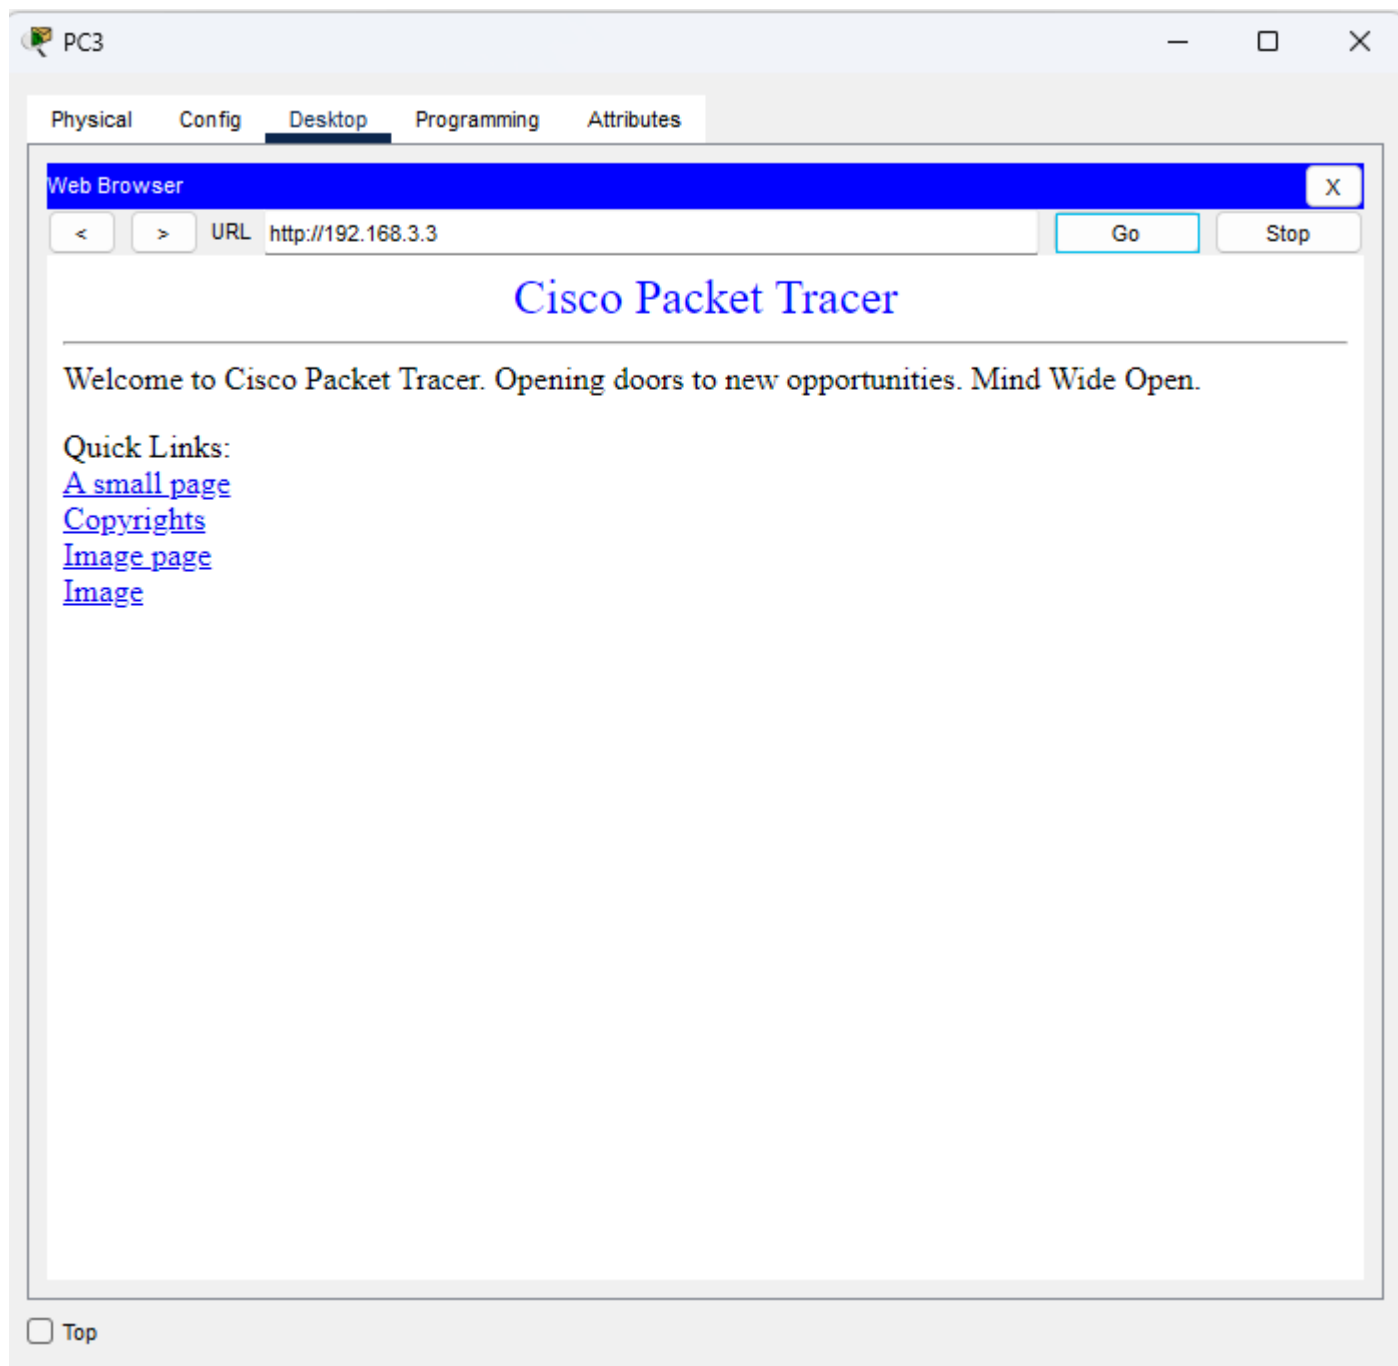 PC3
Physical Config Desktop Programming Attributes
Web Browser X
< > URL http://192.168.3.3 Go Stop
Cisco Packet Tracer
Welcome to Cisco Packet Tracer. Opening doors to new opportunities. Mind Wide Open.
Quick Links:
A small page
Copyrights
Image page
Image
Top